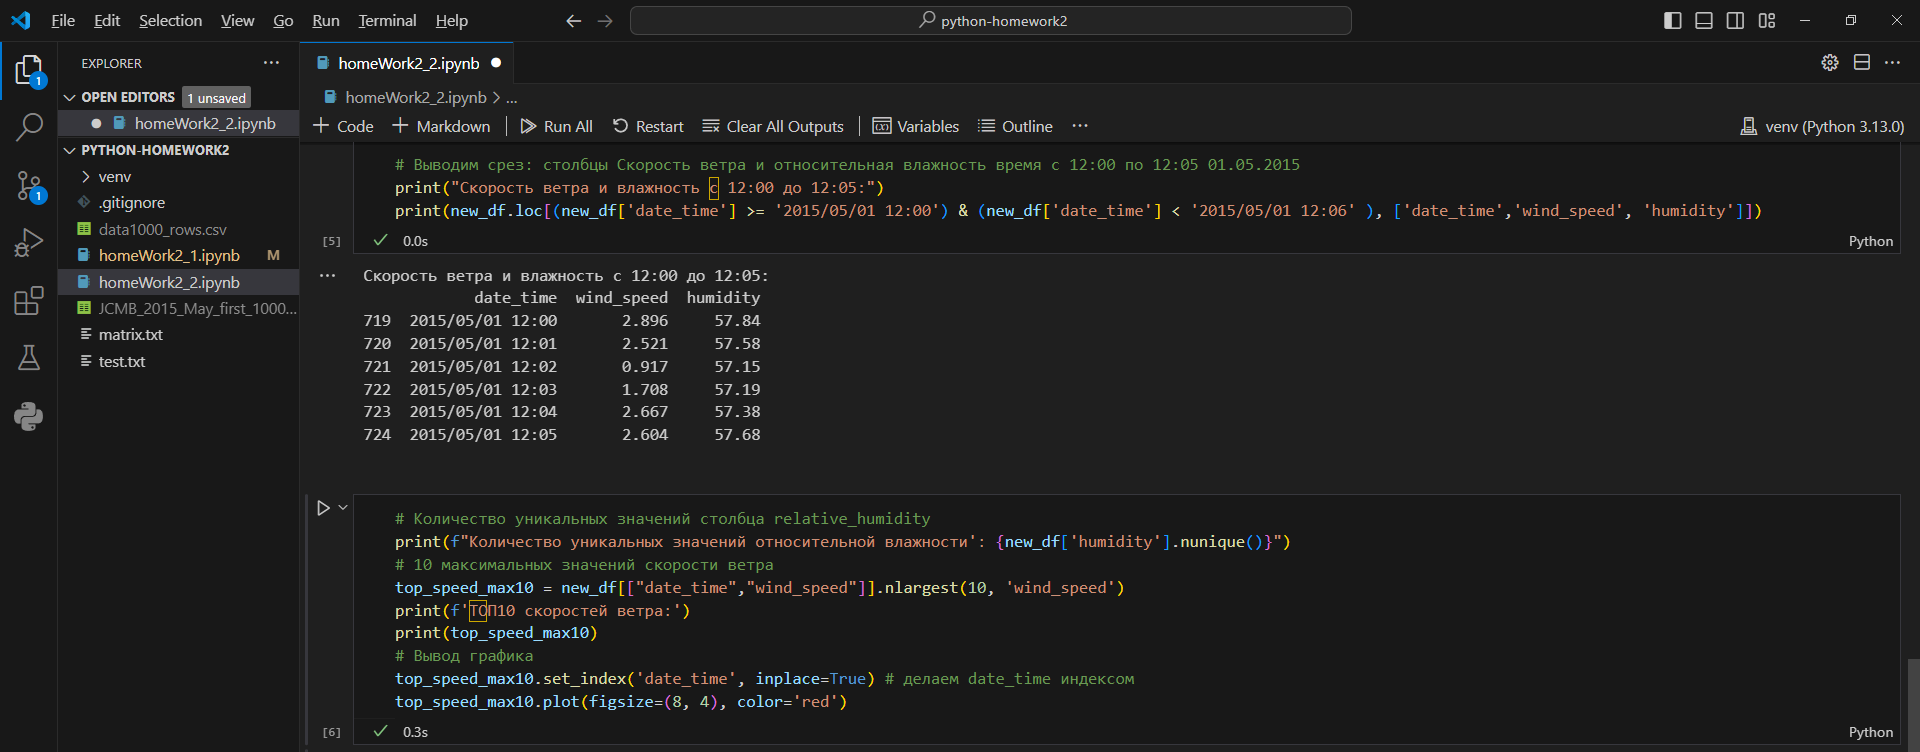 File Edit Selection View Go Run Terminal Help
python-homework2
EXPLORER
OPEN EDITORS 1 unsaved
homeWork2_2.ipynb
PYTHON-HOMEWORK2
venv
.gitignore
data1000_rows.csv
homeWork2_1.ipynb M
homeWork2_2.ipynb
JCMB_2015_May_first_1000...
matrix.txt
test.txt
1
1
homeWork2_2.ipynb
homeWork2_2.ipynb > ...
+ Code + Markdown Run All Restart Clear All Outputs Variables Outline ... venv (Python 3.13.0)
# Выводим срез: столбцы Скорость ветра и относительная влажность время с 12:00 по 12:05 01.05.2015
print("Скорость ветра и влажность с 12:00 до 12:05:")
print(new_df.loc[(new_df['date_time'] >= '2015/05/01 12:00') & (new_df['date_time'] < '2015/05/01 12:06' ), ['date_time','wind_speed', 'humidity']])
[5] 0.0s Python
Скорость ветра и влажность с 12:00 до 12:05:
date_time wind_speed humidity
719 2015/05/01 12:00 2.896 57.84
720 2015/05/01 12:01 2.521 57.58
721 2015/05/01 12:02 0.917 57.15
722 2015/05/01 12:03 1.708 57.19
723 2015/05/01 12:04 2.667 57.38
724 2015/05/01 12:05 2.604 57.68
# Количество уникальных значений столбца relative_humidity
print(f"Количество уникальных значений относительной влажности': {new_df['humidity'].nunique()}")
# 10 максимальных значений скорости ветра
top_speed_max10 = new_df[["date_time","wind_speed"]].nlargest(10, 'wind_speed')
print(f'ТОП10 скоростей ветра:')
print(top_speed_max10)
# Вывод графика
top_speed_max10.set_index('date_time', inplace=True) # делаем date_time индексом
top_speed_max10.plot(figsize=(8, 4), color='red')
[6] 0.3s Python